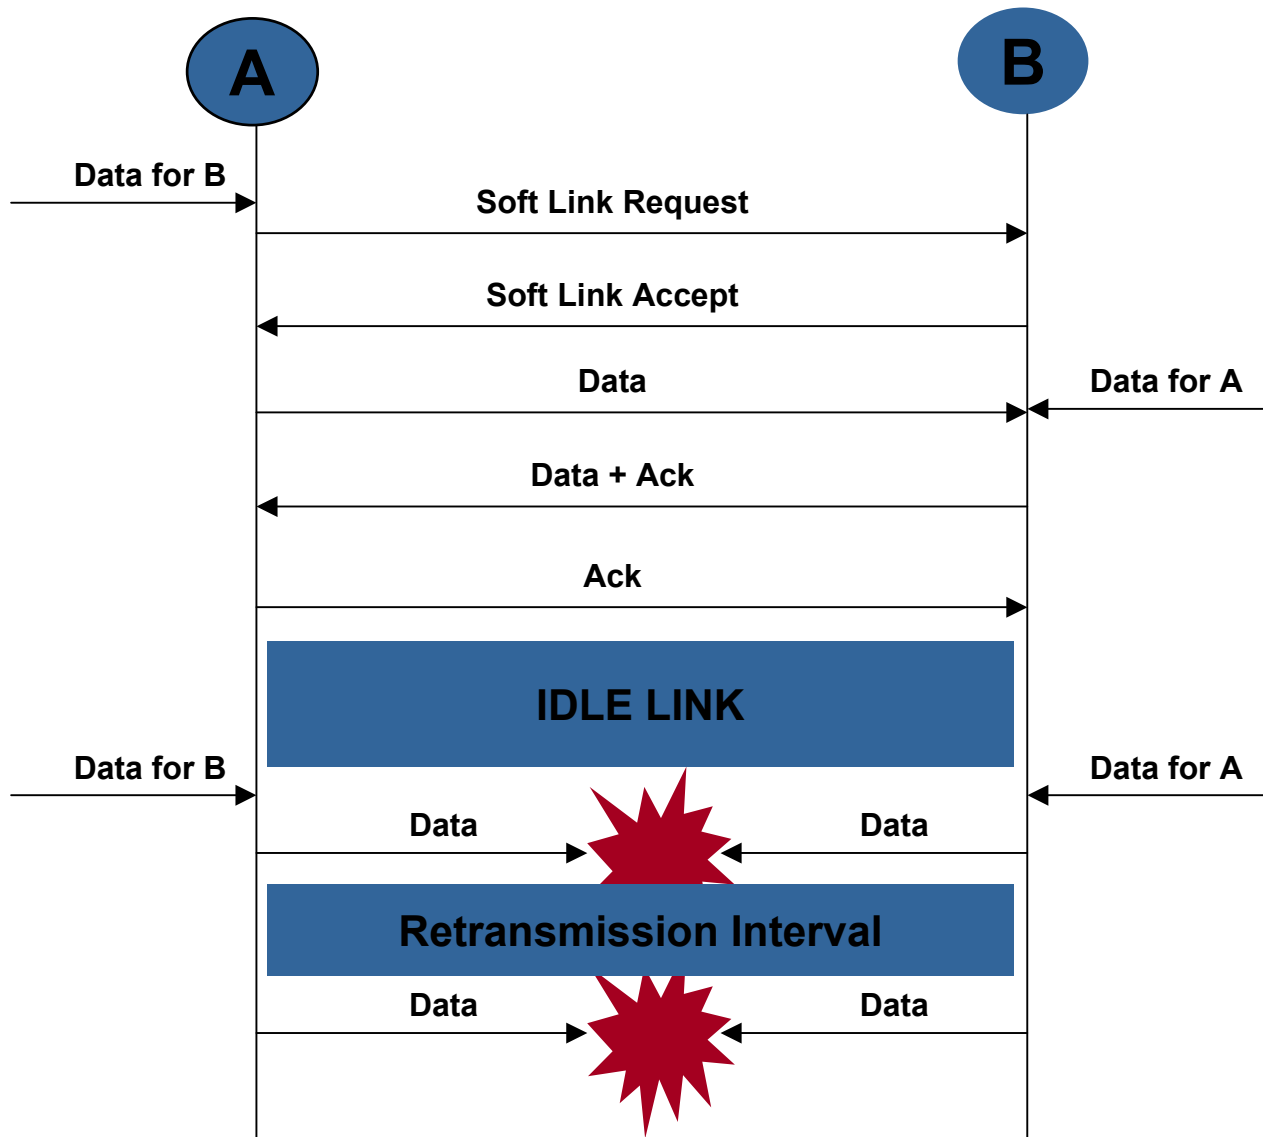 A
B
Data for B
Soft Link Request
Soft Link Accept
Data
Data for A
Data + Ack
Ack
IDLE LINK
Data for B
Data for A
Data
Data
Retransmission Interval
Data
Data